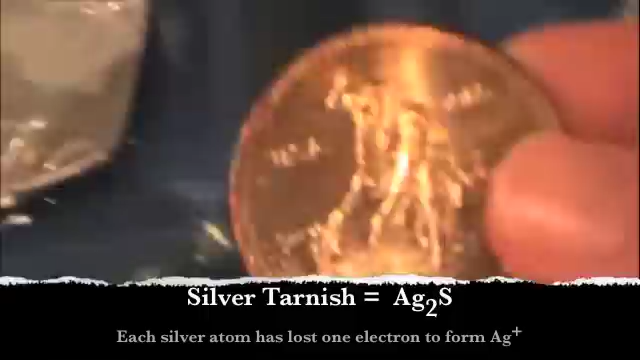 Silver Tarnish = Ag₂S
Each silver atom has lost one electron to form Ag⁺